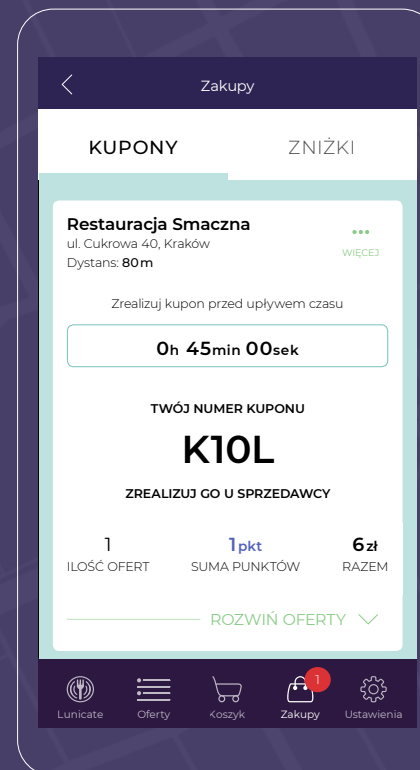 Zakupy
KUPONY ZNIŻKI
Restauracja Smaczna
ul. Cukrowa 40, Kraków
Dystans: 80m
WIĘCEJ
Zrealizuj kupon przed upływem czasu
0h 45min 00sek
TWÓJ NUMER KUPONU
K10L
ZREALIZUJ GO U SPRZEDAWCY
1 1pkt 6zł
ILOŚĆ OFERT SUMA PUNKTÓW RAZEM
ROZWIŃ OFERTY
1
Lunicate Oferty Koszyk Zakupy Ustawienia